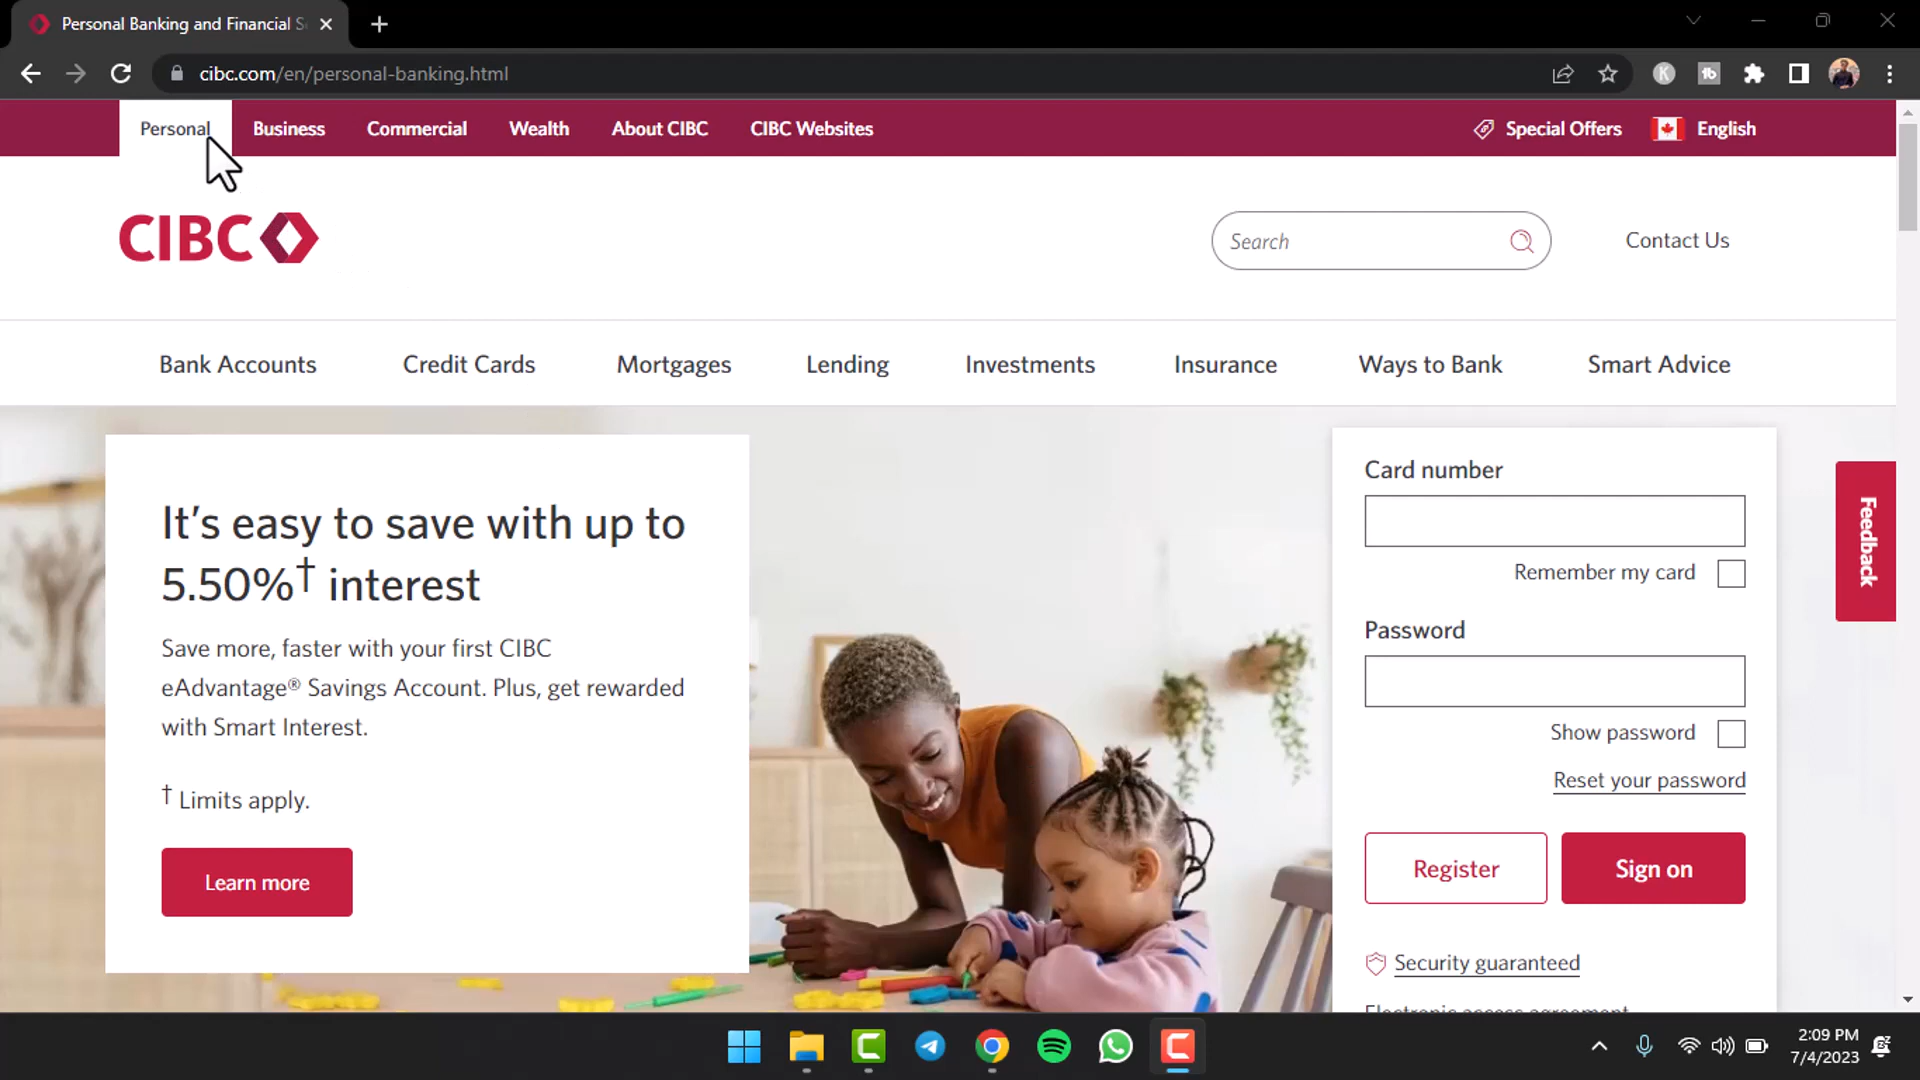 Personal Banking and Financial S
cibc.com/en/personal-banking.html
K
tb
Personal
Business
Commercial
Wealth
About CIBC
CIBC Websites
Special Offers
English
CIBC
Search
Contact Us
Bank Accounts
Credit Cards
Mortgages
Lending
Investments
Insurance
Ways to Bank
Smart Advice
It's easy to save with up to
5.50%† interest
Save more, faster with your first CIBC
eAdvantage® Savings Account. Plus, get rewarded
with Smart Interest.
† Limits apply.
Learn more
Card number
Remember my card
Password
Show password
Reset your password
Register
Sign on
Security guaranteed
Electronic access agreement
Feedback
2:09 PM
7/4/2023